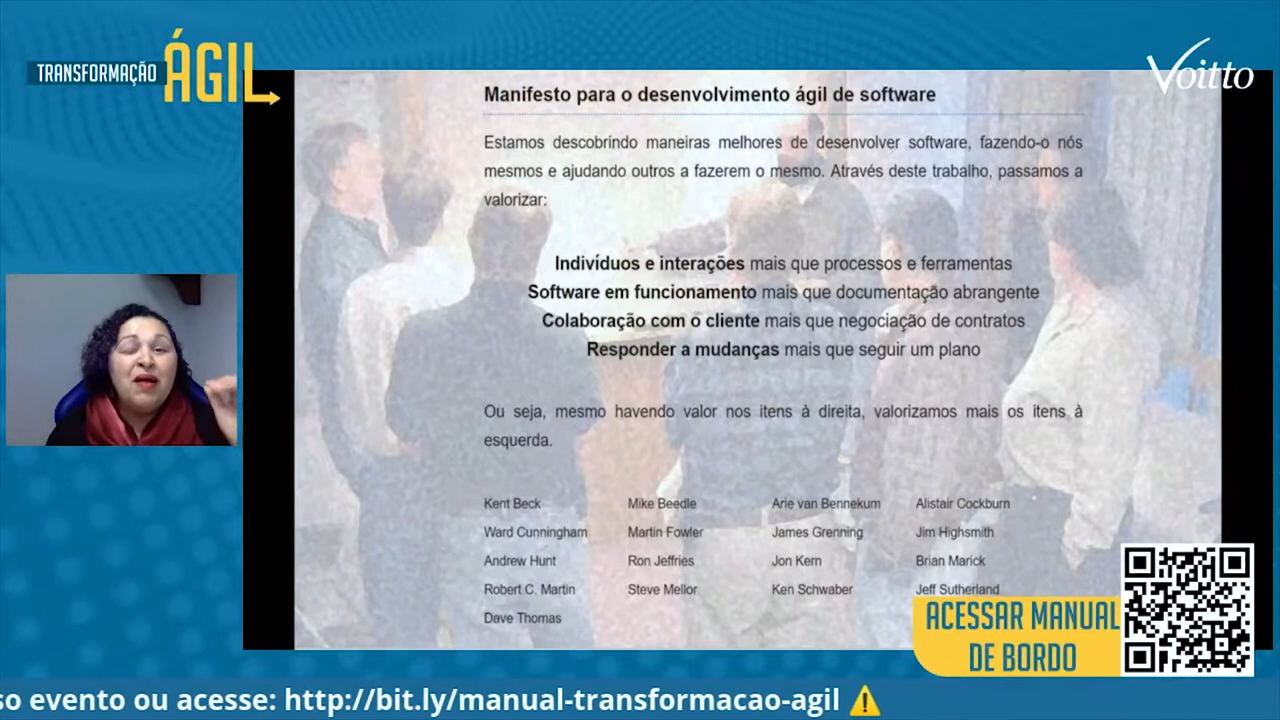 TRANSFORMAÇÃO ÁGIL
Voitto
Manifesto para o desenvolvimento ágil de software
Estamos descobrindo maneiras melhores de desenvolver software, fazendo-o nós
mesmos e ajudando outros a fazerem o mesmo. Através deste trabalho, passamos a
valorizar:
Indivíduos e interações mais que processos e ferramentas
Software em funcionamento mais que documentação abrangente
Colaboração com o cliente mais que negociação de contratos
Responder a mudanças mais que seguir um plano
Ou seja, mesmo havendo valor nos itens à direita, valorizamos mais os itens à
esquerda.
Kent Beck Mike Beedle Arie van Bennekum Alistair Cockburn
Ward Cunningham Martin Fowler James Grenning Jim Highsmith
Andrew Hunt Ron Jeffries Jon Kern Brian Marick
Robert C. Martin Steve Mellor Ken Schwaber Jeff Sutherland
Dave Thomas
ACESSAR MANUAL
DE BORDO
so evento ou acesse: http://bit.ly/manual-transformacao-agil ⚠️